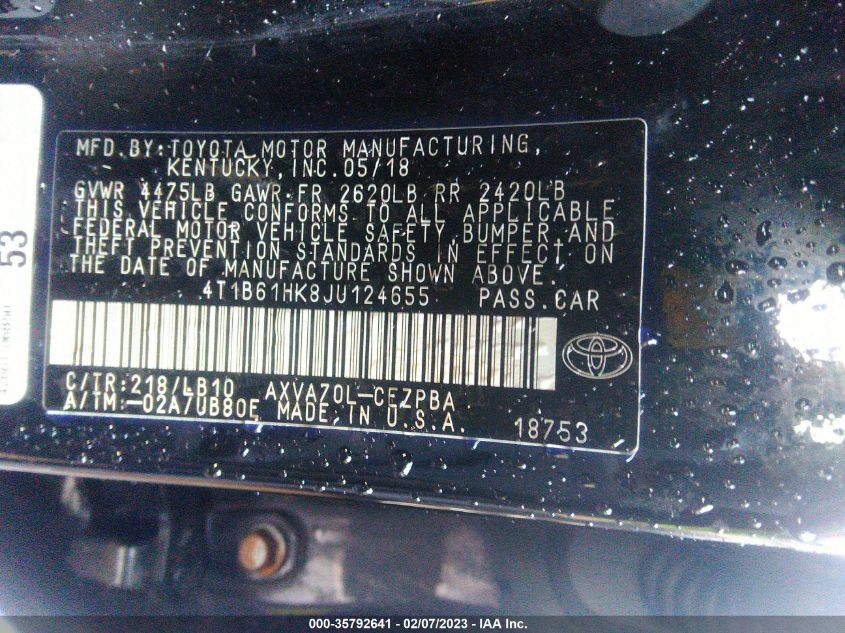 MFD.BY:TOYOTA MOTOR MANUFACTURING,
KENTUCKY,INC.05/18
GVWR 4475LB GAWR FR 2620LB RR 2420LB
THIS VEHICLE CONFORMS TO ALL APPLICABLE
FEDERAL MOTOR VEHICLE SAFETY,BUMPER,AND
THEFT PREVENTION STANDARDS IN EFFECT ON
THE DATE OF MANUFACTURE SHOWN ABOVE.
4T1B61HK8JU124655 PASS.CAR
C/TR:218/LB10 AXVA70L-CEZPBA
A/TM:-02A/UB80E MADE IN U.S.A.
18753
53
000-35792641 - 02/07/2023 - IAA Inc.